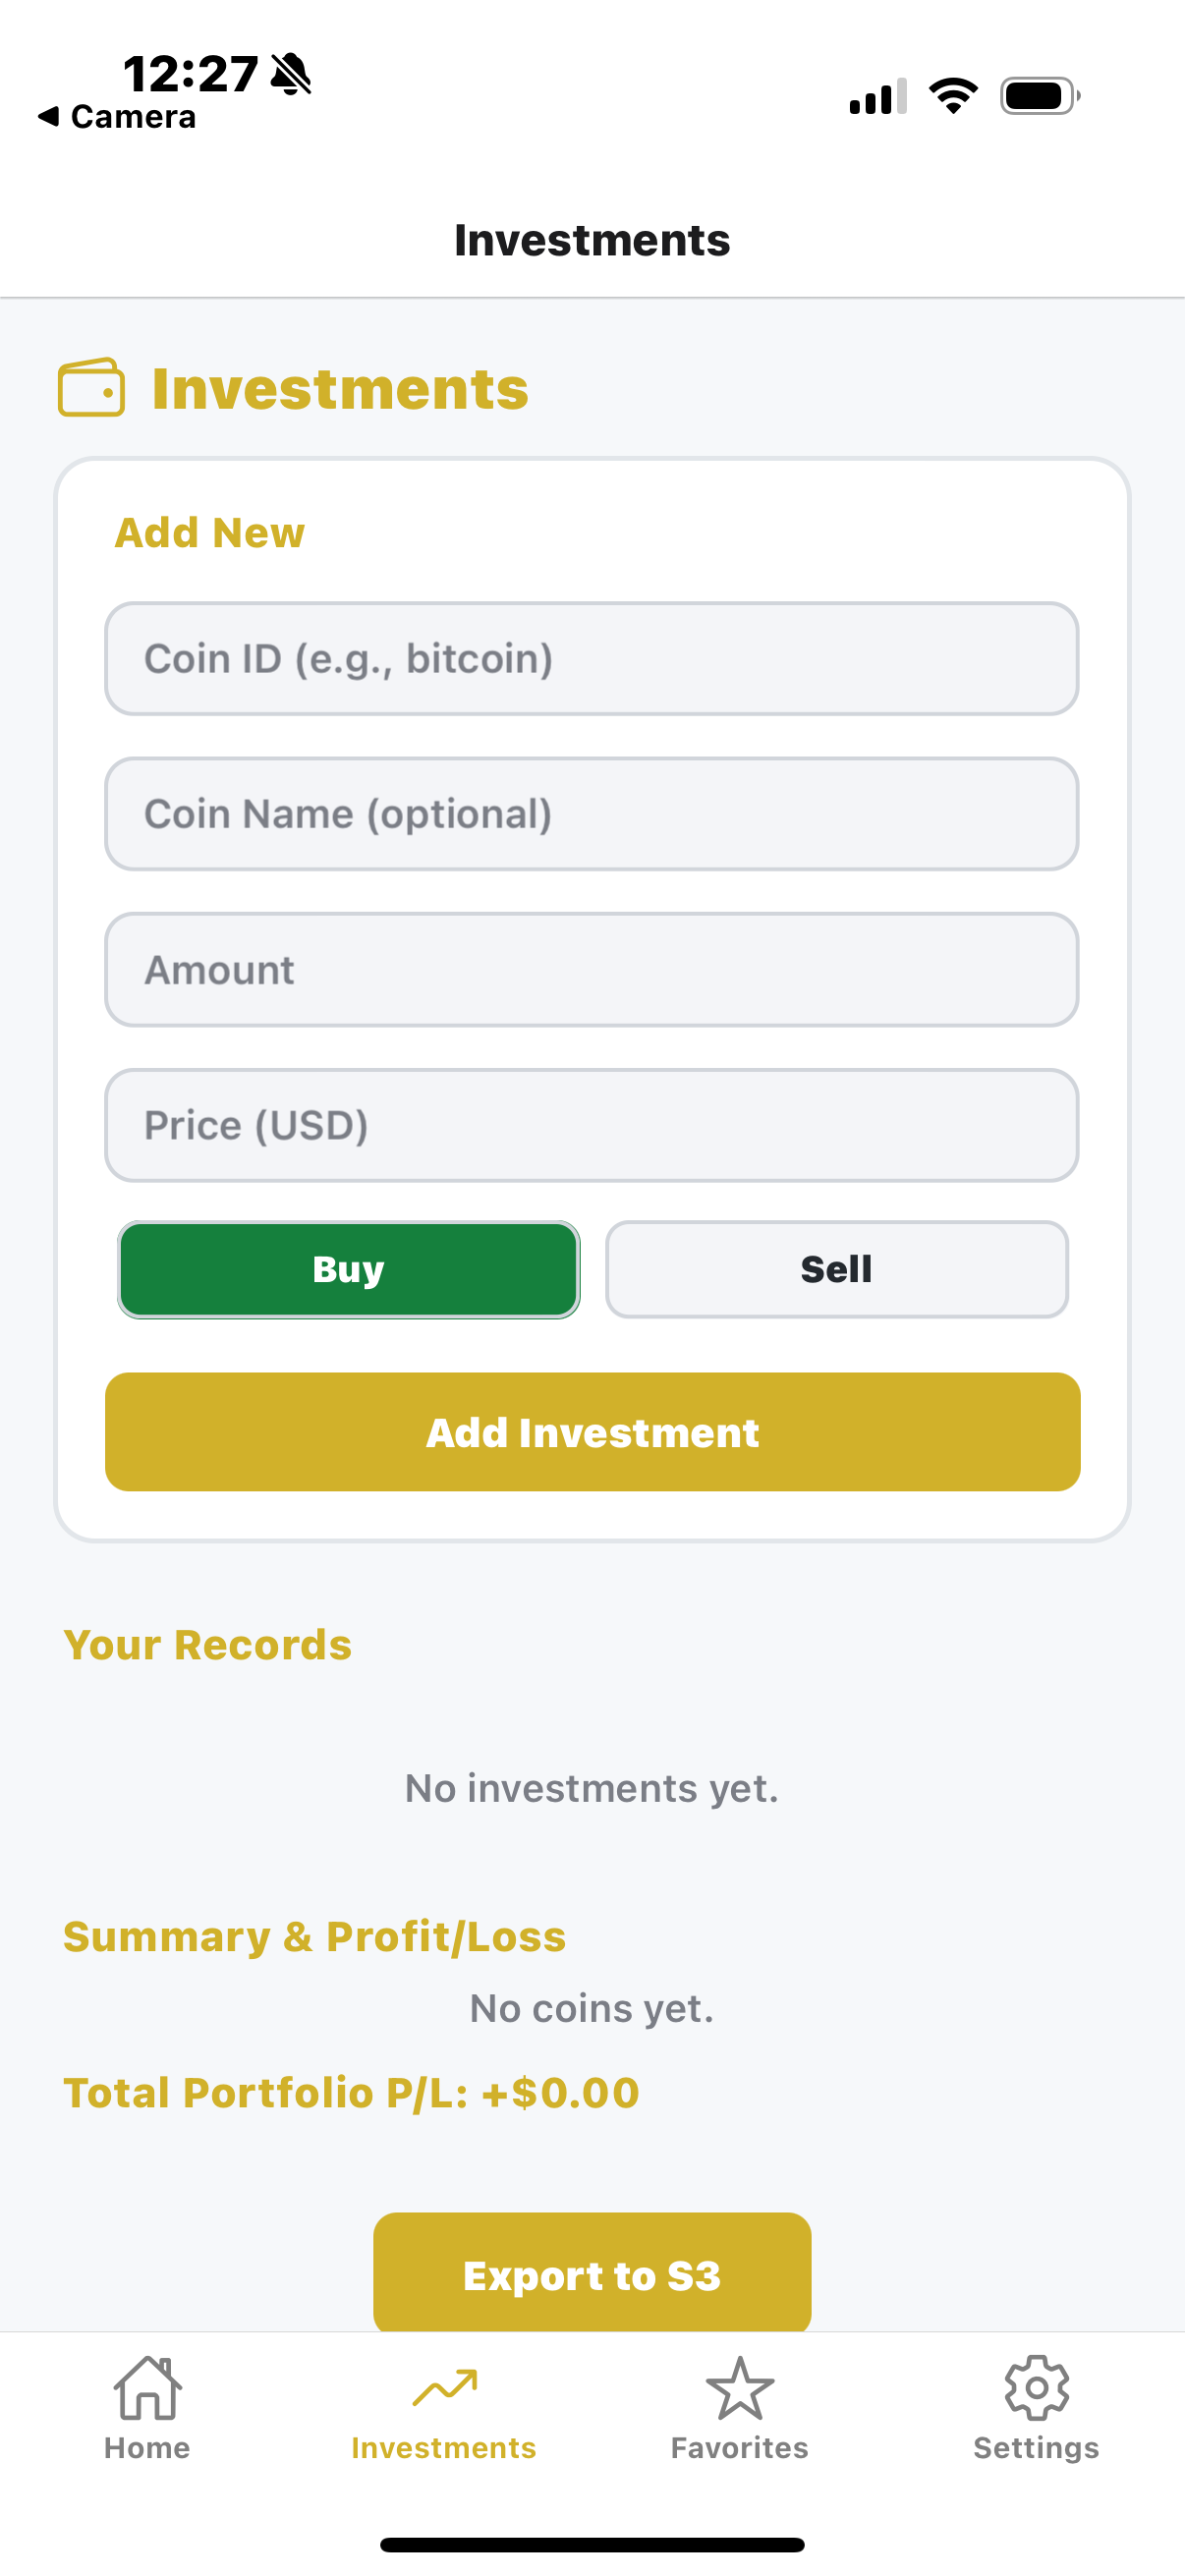 12:27
◀ Camera
Investments
Investments
Add New
Coin ID (e.g., bitcoin)
Coin Name (optional)
Amount
Price (USD)
Buy
Sell
Add Investment
Your Records
No investments yet.
Summary & Profit/Loss
No coins yet.
Total Portfolio P/L: +$0.00
Export to S3
Home
Investments
Favorites
Settings